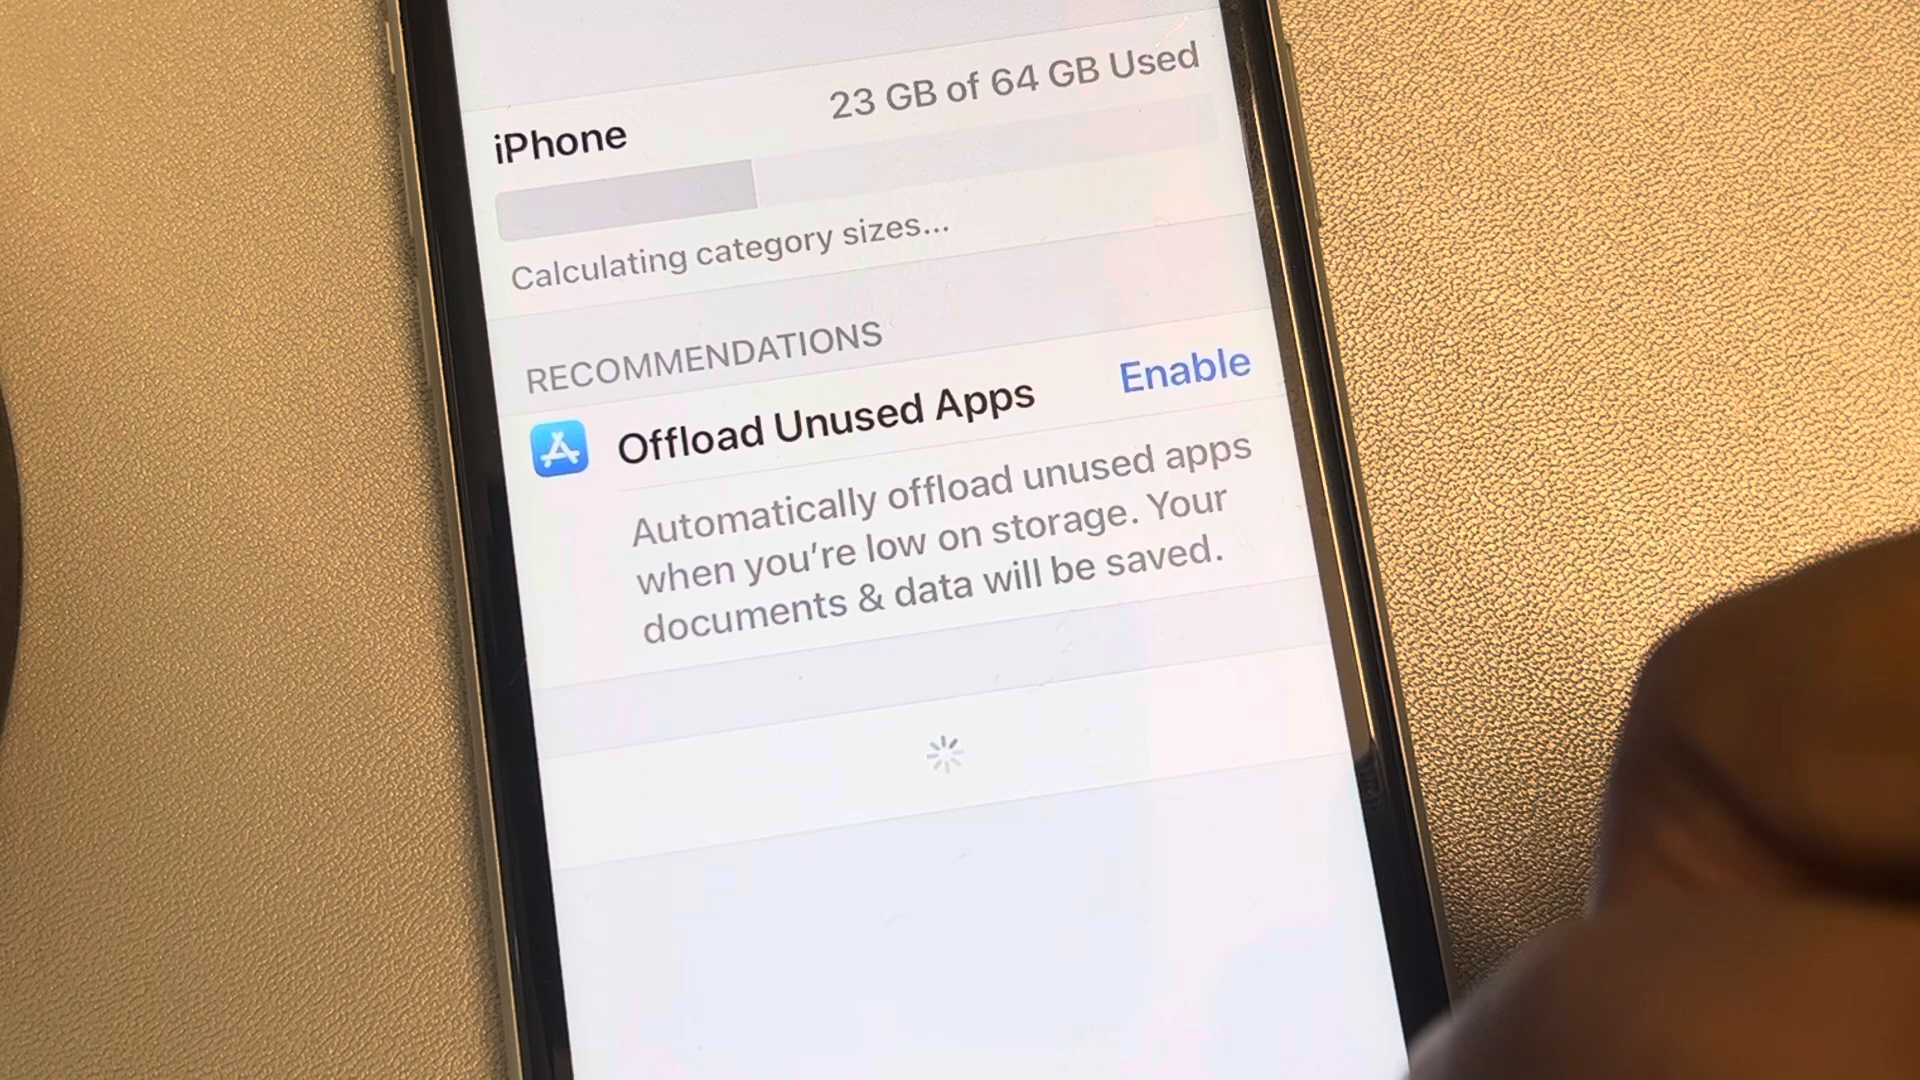 23 GB of 64 GB Used
iPhone
Calculating category sizes...
RECOMMENDATIONS
Offload Unused Apps
Enable
Automatically offload unused apps
when you're low on storage. Your
documents & data will be saved.